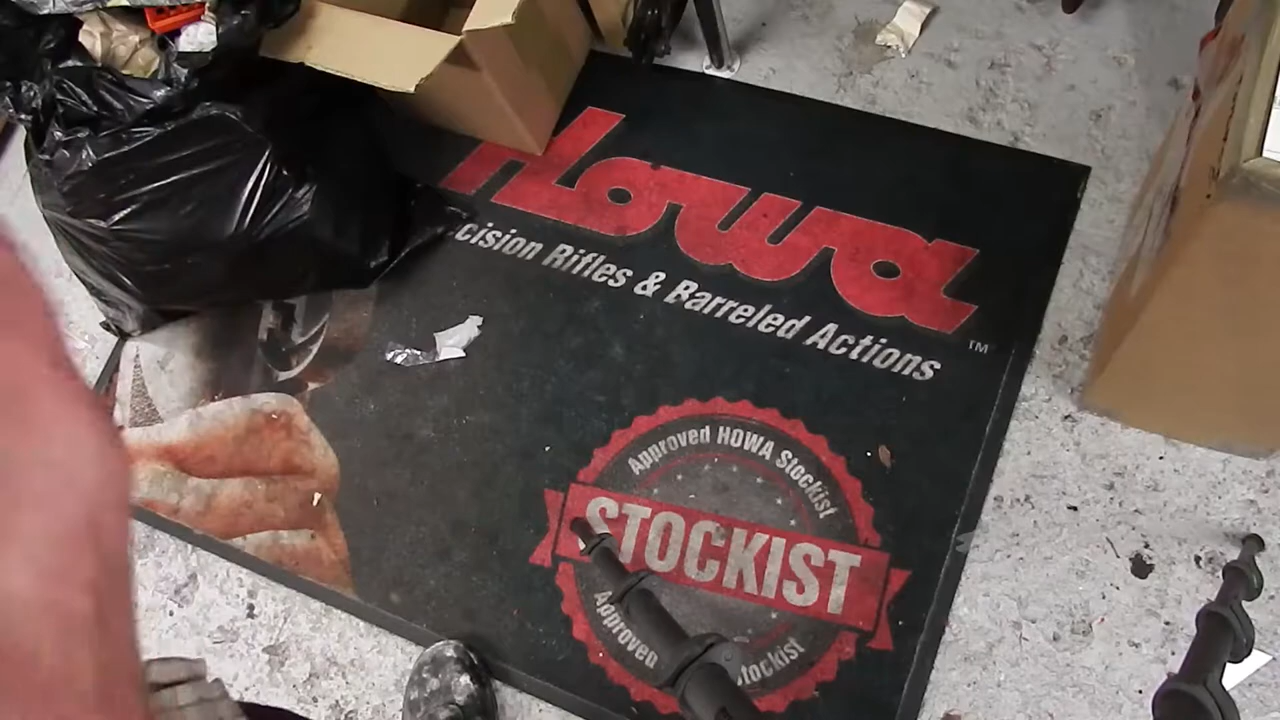 Howa
cision Rifles & Barreled Actions
TM
Approved HOWA Stockist
STOCKIST
Approved
Stockist